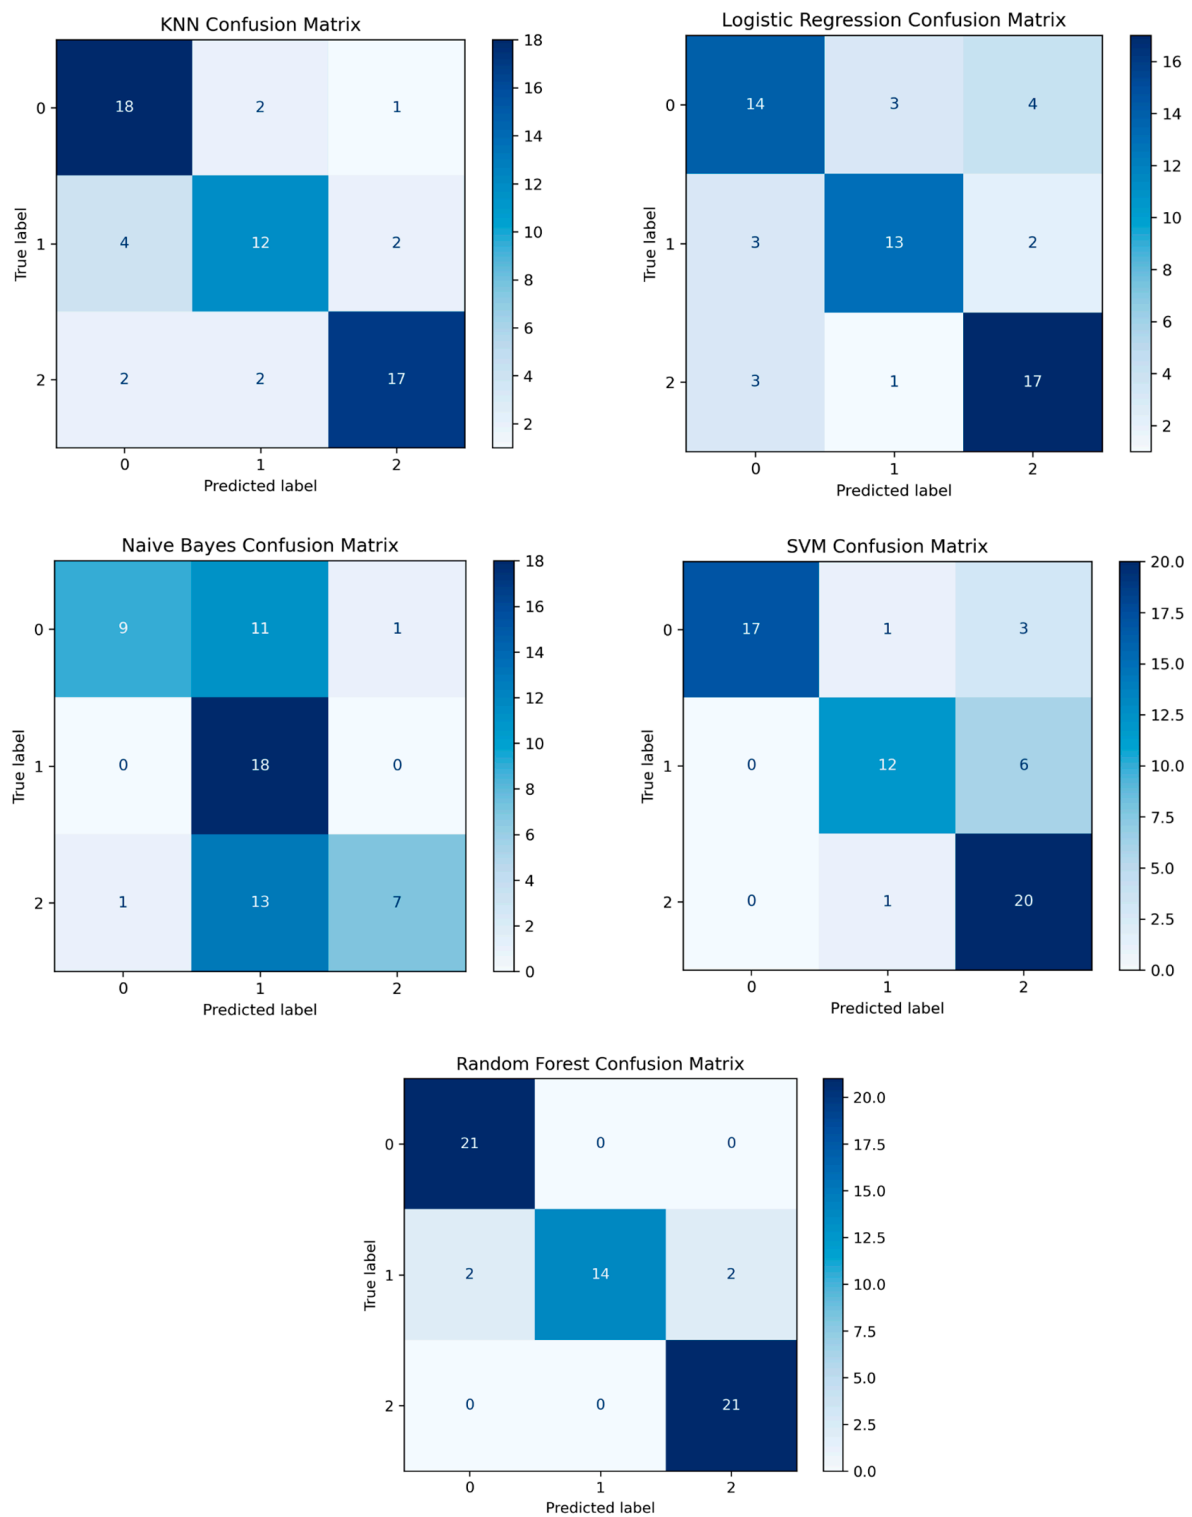 KNN Confusion Matrix
18
0 18 2 1
16
14
12
True label
1 4 12 2
10
8
6
2 2 2 17
4
2
0 1 2
Predicted label
Logistic Regression Confusion Matrix
16
0 14 3 4
14
12
True label
1 3 13 2
10
8
6
2 3 1 17
4
2
0 1 2
Predicted label
Naive Bayes Confusion Matrix
18
0 9 11 1
16
14
12
True label
1 0 18 0
10
8
6
2 1 13 7
4
2
0
0 1 2
Predicted label
SVM Confusion Matrix
20.0
0 17 1 3
17.5
15.0
12.5
True label
1 0 12 6
10.0
7.5
5.0
2 0 1 20
2.5
0.0
0 1 2
Predicted label
Random Forest Confusion Matrix
20.0
0 21 0 0
17.5
15.0
12.5
True label
1 2 14 2
10.0
7.5
5.0
2 0 0 21
2.5
0.0
0 1 2
Predicted label